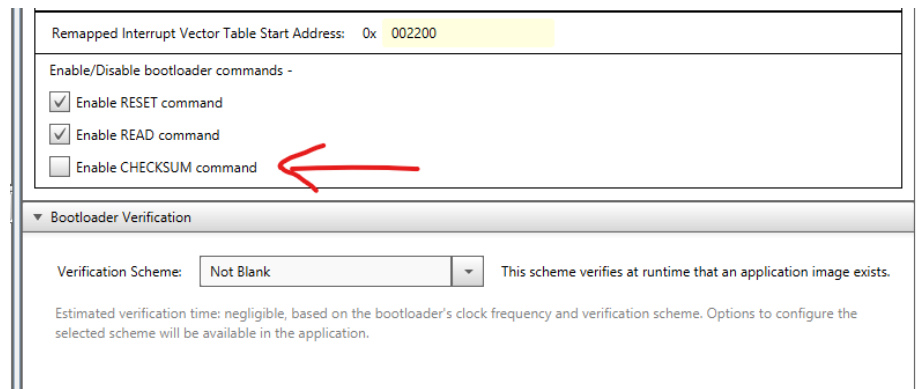 Remapped Interrupt Vector Table Start Address: 0x 002200
Enable/Disable bootloader commands -
Enable RESET command
Enable READ command
Enable CHECKSUM command
Bootloader Verification
Verification Scheme: Not Blank This scheme verifies at runtime that an application image exists.
Estimated verification time: negligible, based on the bootloader's clock frequency and verification scheme. Options to configure the
selected scheme will be available in the application.